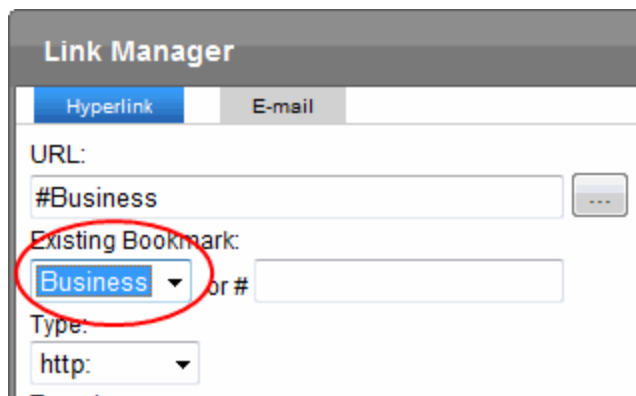 Link Manager
Hyperlink E-mail
URL:
#Business ...
Existing Bookmark:
Business or #
Type:
http: